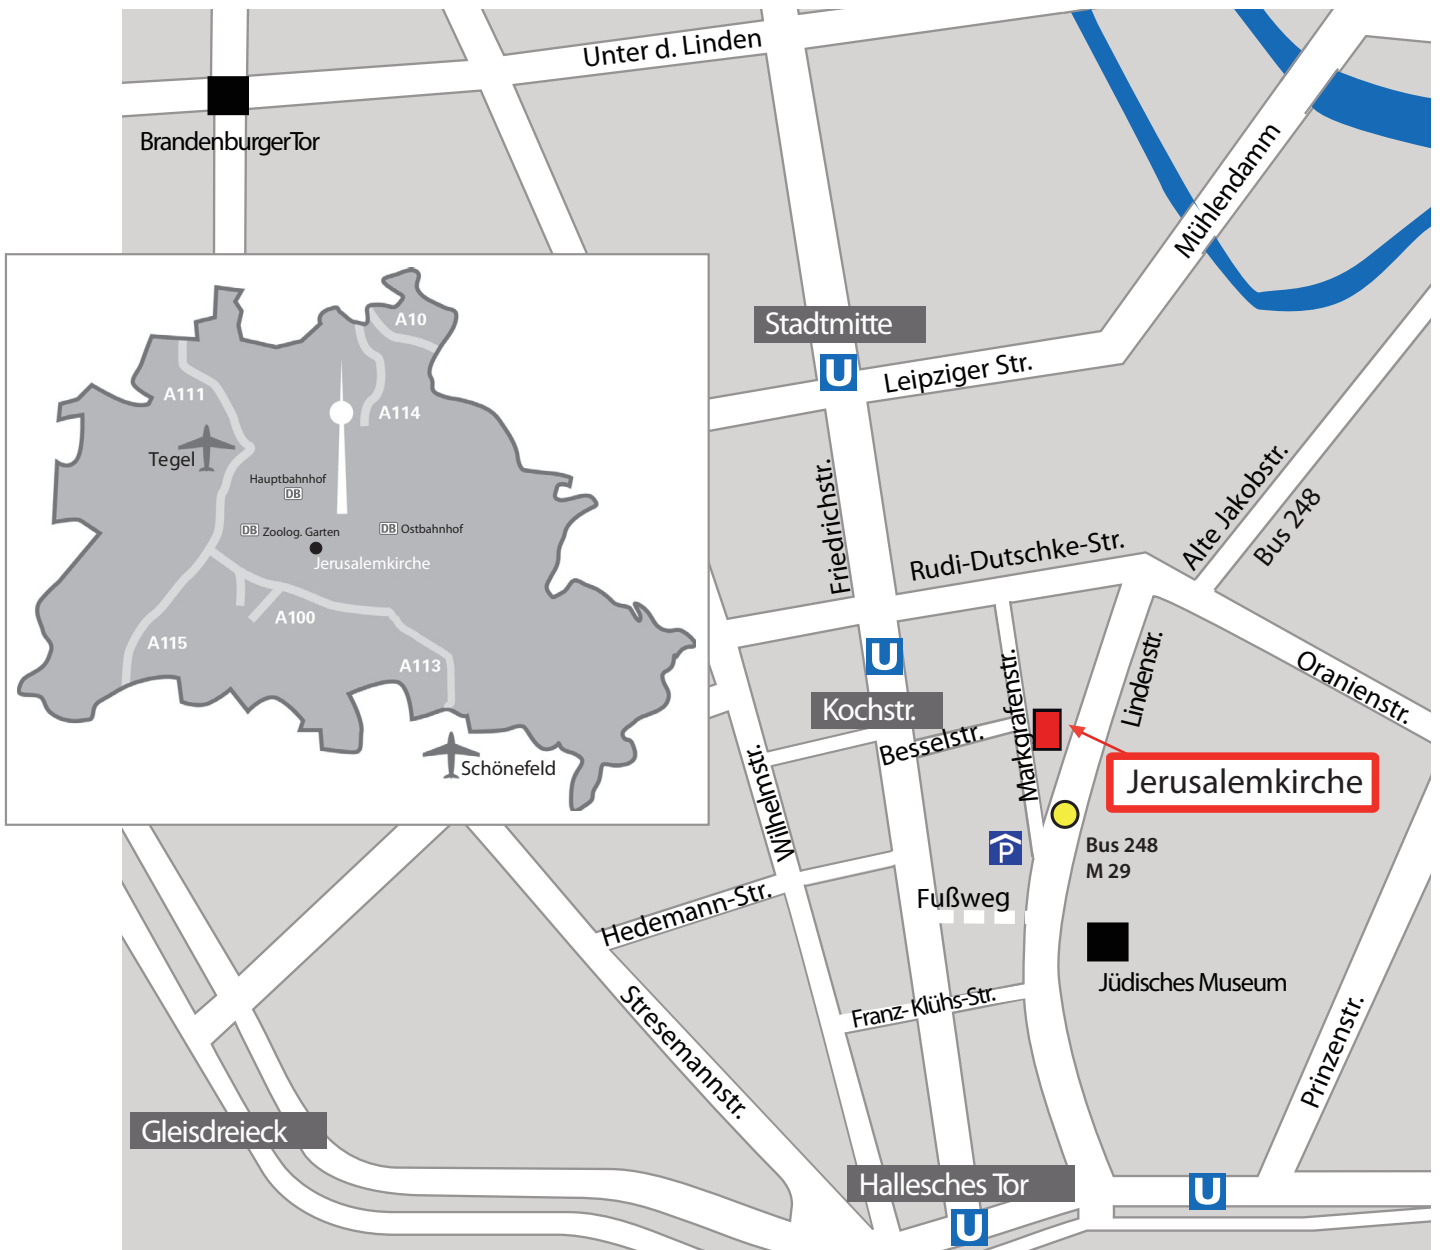 Unter d. Linden
BrandenburgerTor
Mühlendamm
Stadtmitte
U
Leipziger Str.
A10
A111
A114
Tegel
Hauptbahnhof
DB
DB Zoolog. Garten
DB Ostbahnhof
Jerusalemkirche
A100
A115
A113
Schönefeld
Friedrichstr.
Alte Jakobstr.
Bus 248
Rudi-Dutschke-Str.
U
Kochstr.
Besselstr.
Markgrafenstr.
Lindenstr.
Oranienstr.
Jerusalemkirche
Wilhelmstr.
P
Bus 248
M 29
Hedemann-Str.
Fußweg
Jüdisches Museum
Stresemannstr.
Franz-Klühs-Str.
Prinzenstr.
Gleisdreieck
Hallesches Tor
U
U